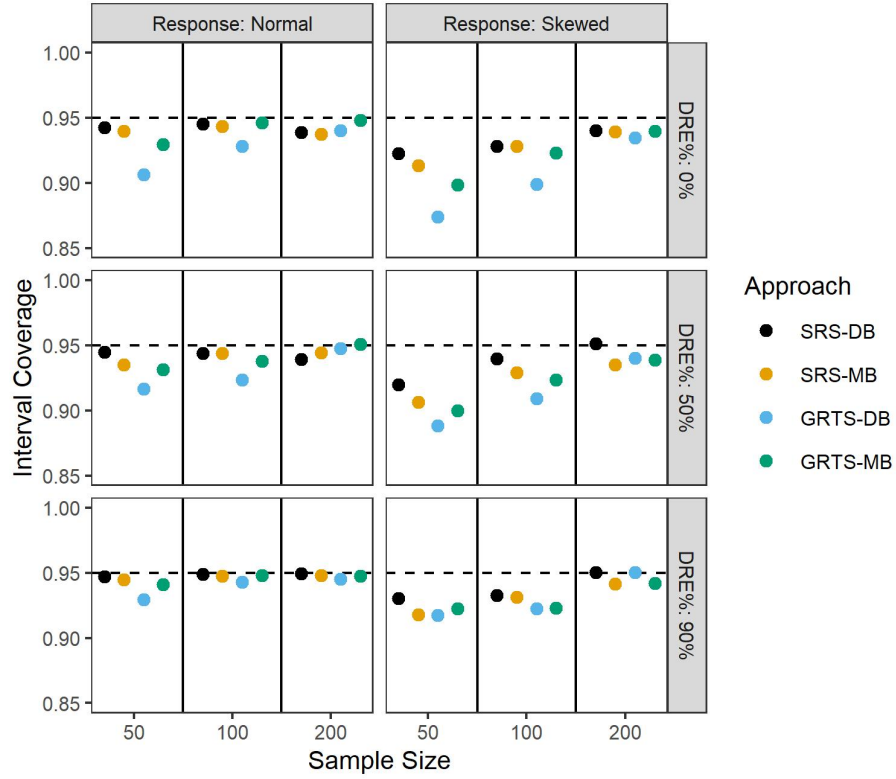 Response: Normal
Response: Skewed
1.00
0.95
0.90
0.85
DRE%: 0%
1.00
0.95
0.90
0.85
DRE%: 50%
1.00
0.95
0.90
0.85
DRE%: 90%
Interval Coverage
50 100 200 50 100 200
Sample Size
Approach
SRS-DB
SRS-MB
GRTS-DB
GRTS-MB